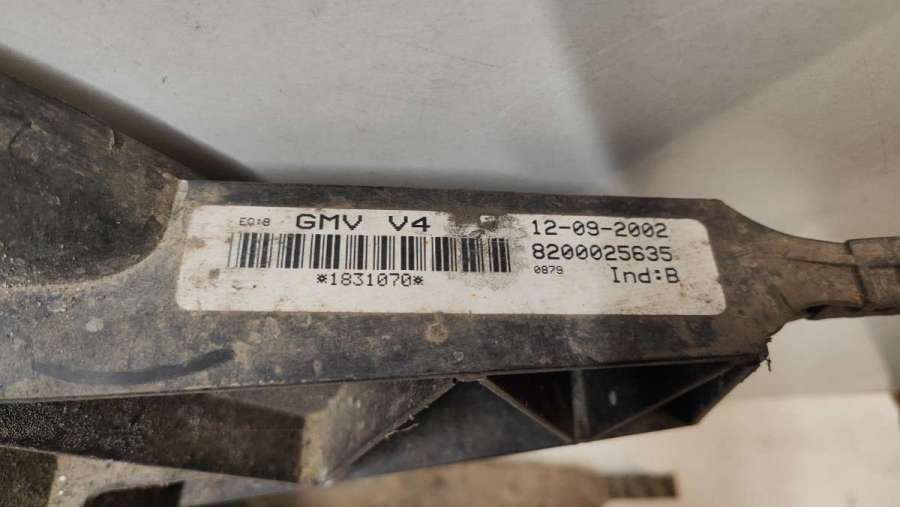 EQ:8 GMV V4 12-09-2002
8200025635
*1831070* 0879 Ind:B